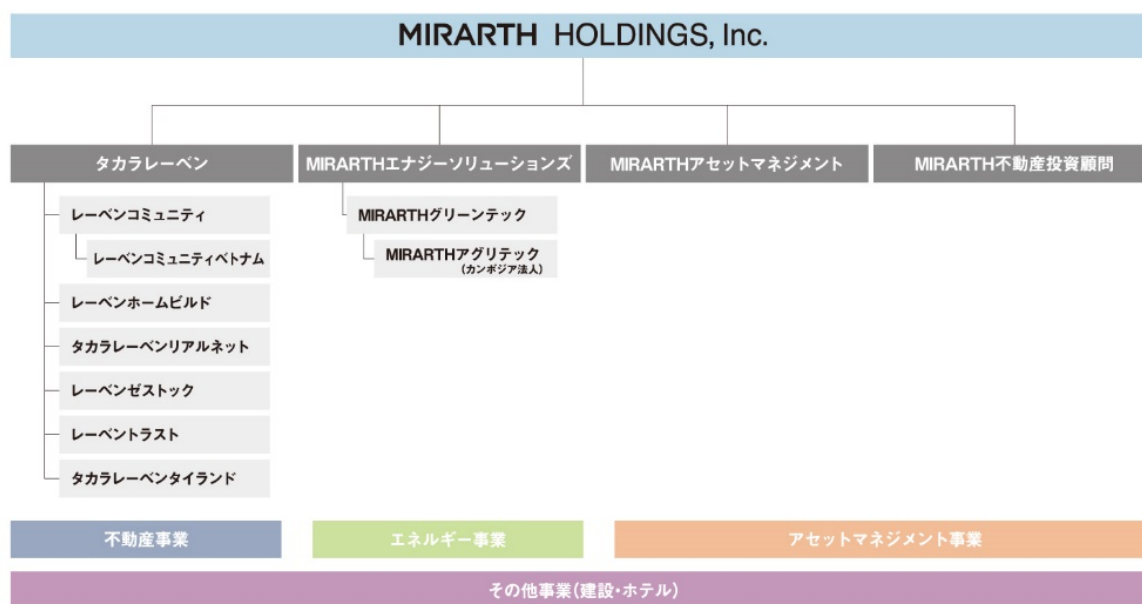 MIRARTH HOLDINGS, Inc.
タカラレーベン
MIRARTHエナジーソリューションズ
MIRARTHアセットマネジメント
MIRARTH不動産投資顧問
レーベンコミュニティ
レーベンコミュニティベトナム
レーベンホームビルド
タカラレーベンリアルネット
レーベンゼストック
レーベントラスト
タカラレーベンタイランド
MIRARTHグリーンテック
MIRARTHアグリテック
(カンボジア法人)
不動産事業
エネルギー事業
アセットマネジメント事業
その他事業(建設・ホテル)